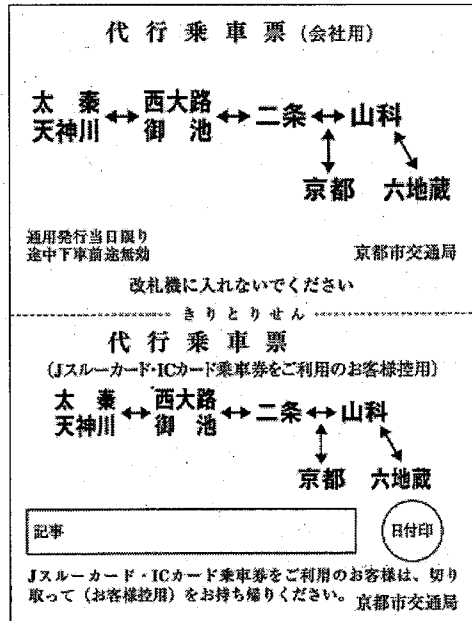 代行乗車票(会社用)
太秦天神川↔西大路御池↔二条↔山科
京都 六地蔵
通用発行当日限り
途中下車前途無効
京都市交通局
改札機に入れないでください
きりとりせん
代行乗車票
(Jスルーカード・ICカード乗車券をご利用のお客様控用)
太秦天神川↔西大路御池↔二条↔山科
京都 六地蔵
記事
日付印
Jスルーカード・ICカード乗車券をご利用のお客様は、切り
取って(お客様控用)をお持ち帰りください。
京都市交通局